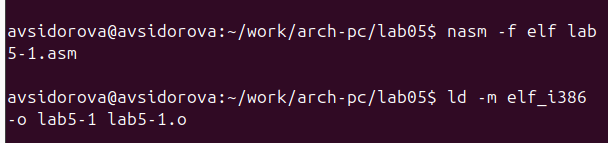 avsidorova@avsidorova:~/work/arch-pc/lab05$ nasm -f elf lab
5-1.asm
avsidorova@avsidorova:~/work/arch-pc/lab05$ ld -m elf_i386
-o lab5-1 lab5-1.o